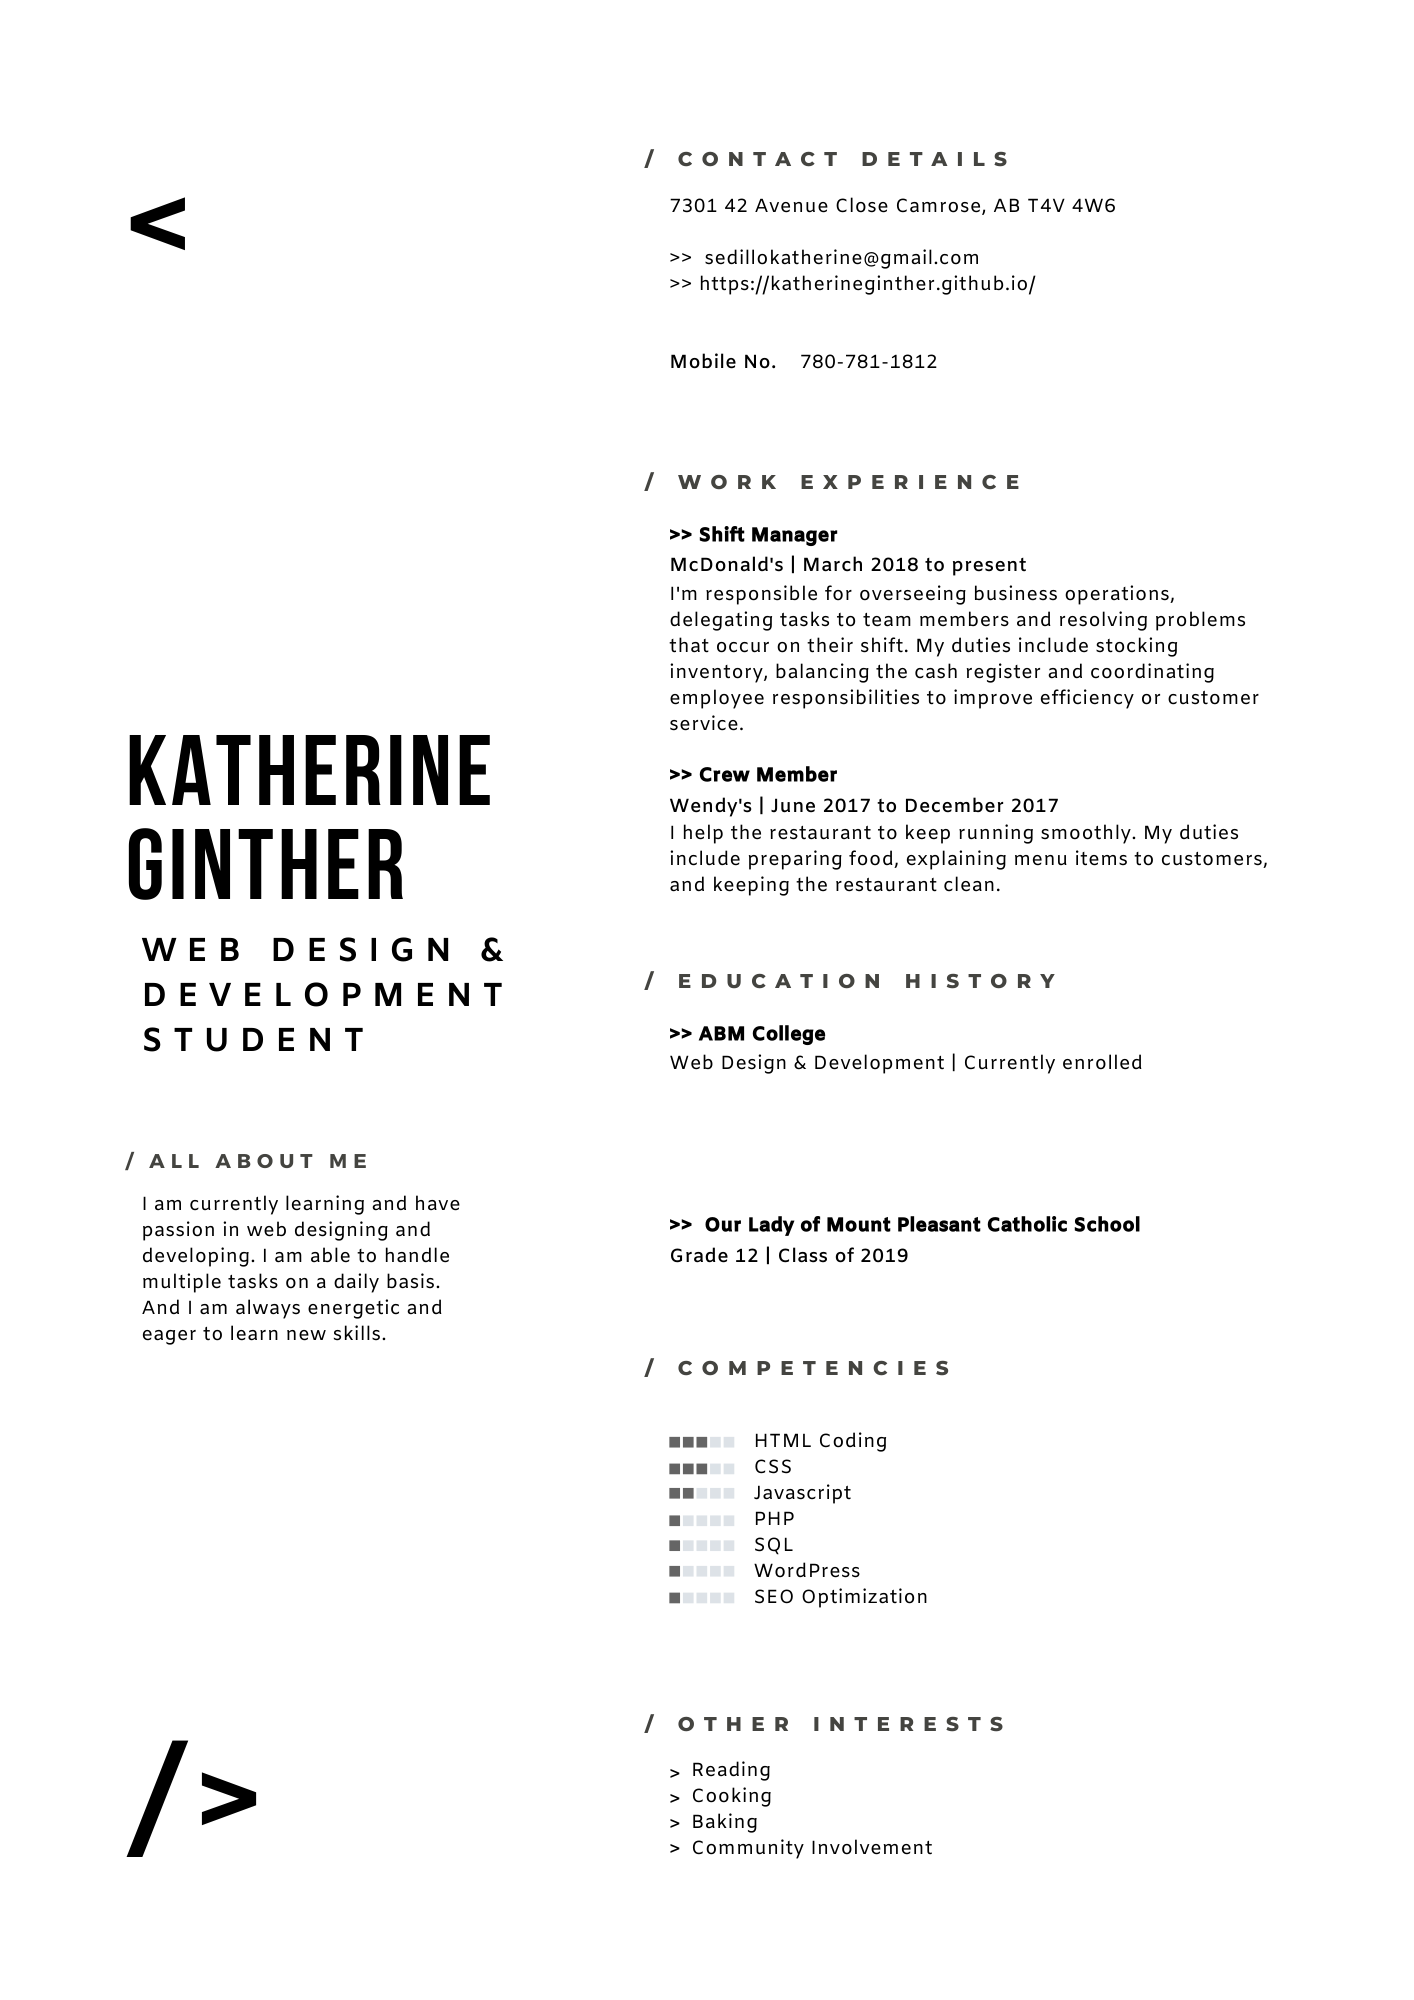 <
KATHERINE
GINTHER
WEB DESIGN &
DEVELOPMENT
STUDENT
/ ALL ABOUT ME
I am currently learning and have
passion in web designing and
developing. I am able to handle
multiple tasks on a daily basis.
And I am always energetic and
eager to learn new skills.
/>
/ CONTACT DETAILS
7301 42 Avenue Close Camrose, AB T4V 4W6
>> sedillokatherine@gmail.com
>> https://katherineginther.github.io/
Mobile No. 780-781-1812
/ WORK EXPERIENCE
>> Shift Manager
McDonald's | March 2018 to present
I'm responsible for overseeing business operations,
delegating tasks to team members and resolving problems
that occur on their shift. My duties include stocking
inventory, balancing the cash register and coordinating
employee responsibilities to improve efficiency or customer
service.
>> Crew Member
Wendy's | June 2017 to December 2017
I help the restaurant to keep running smoothly. My duties
include preparing food, explaining menu items to customers,
and keeping the restaurant clean.
/ EDUCATION HISTORY
>> ABM College
Web Design & Development | Currently enrolled
>> Our Lady of Mount Pleasant Catholic School
Grade 12 | Class of 2019
/ COMPETENCIES
HTML Coding
CSS
Javascript
PHP
SQL
WordPress
SEO Optimization
/ OTHER INTERESTS
> Reading
> Cooking
> Baking
> Community Involvement